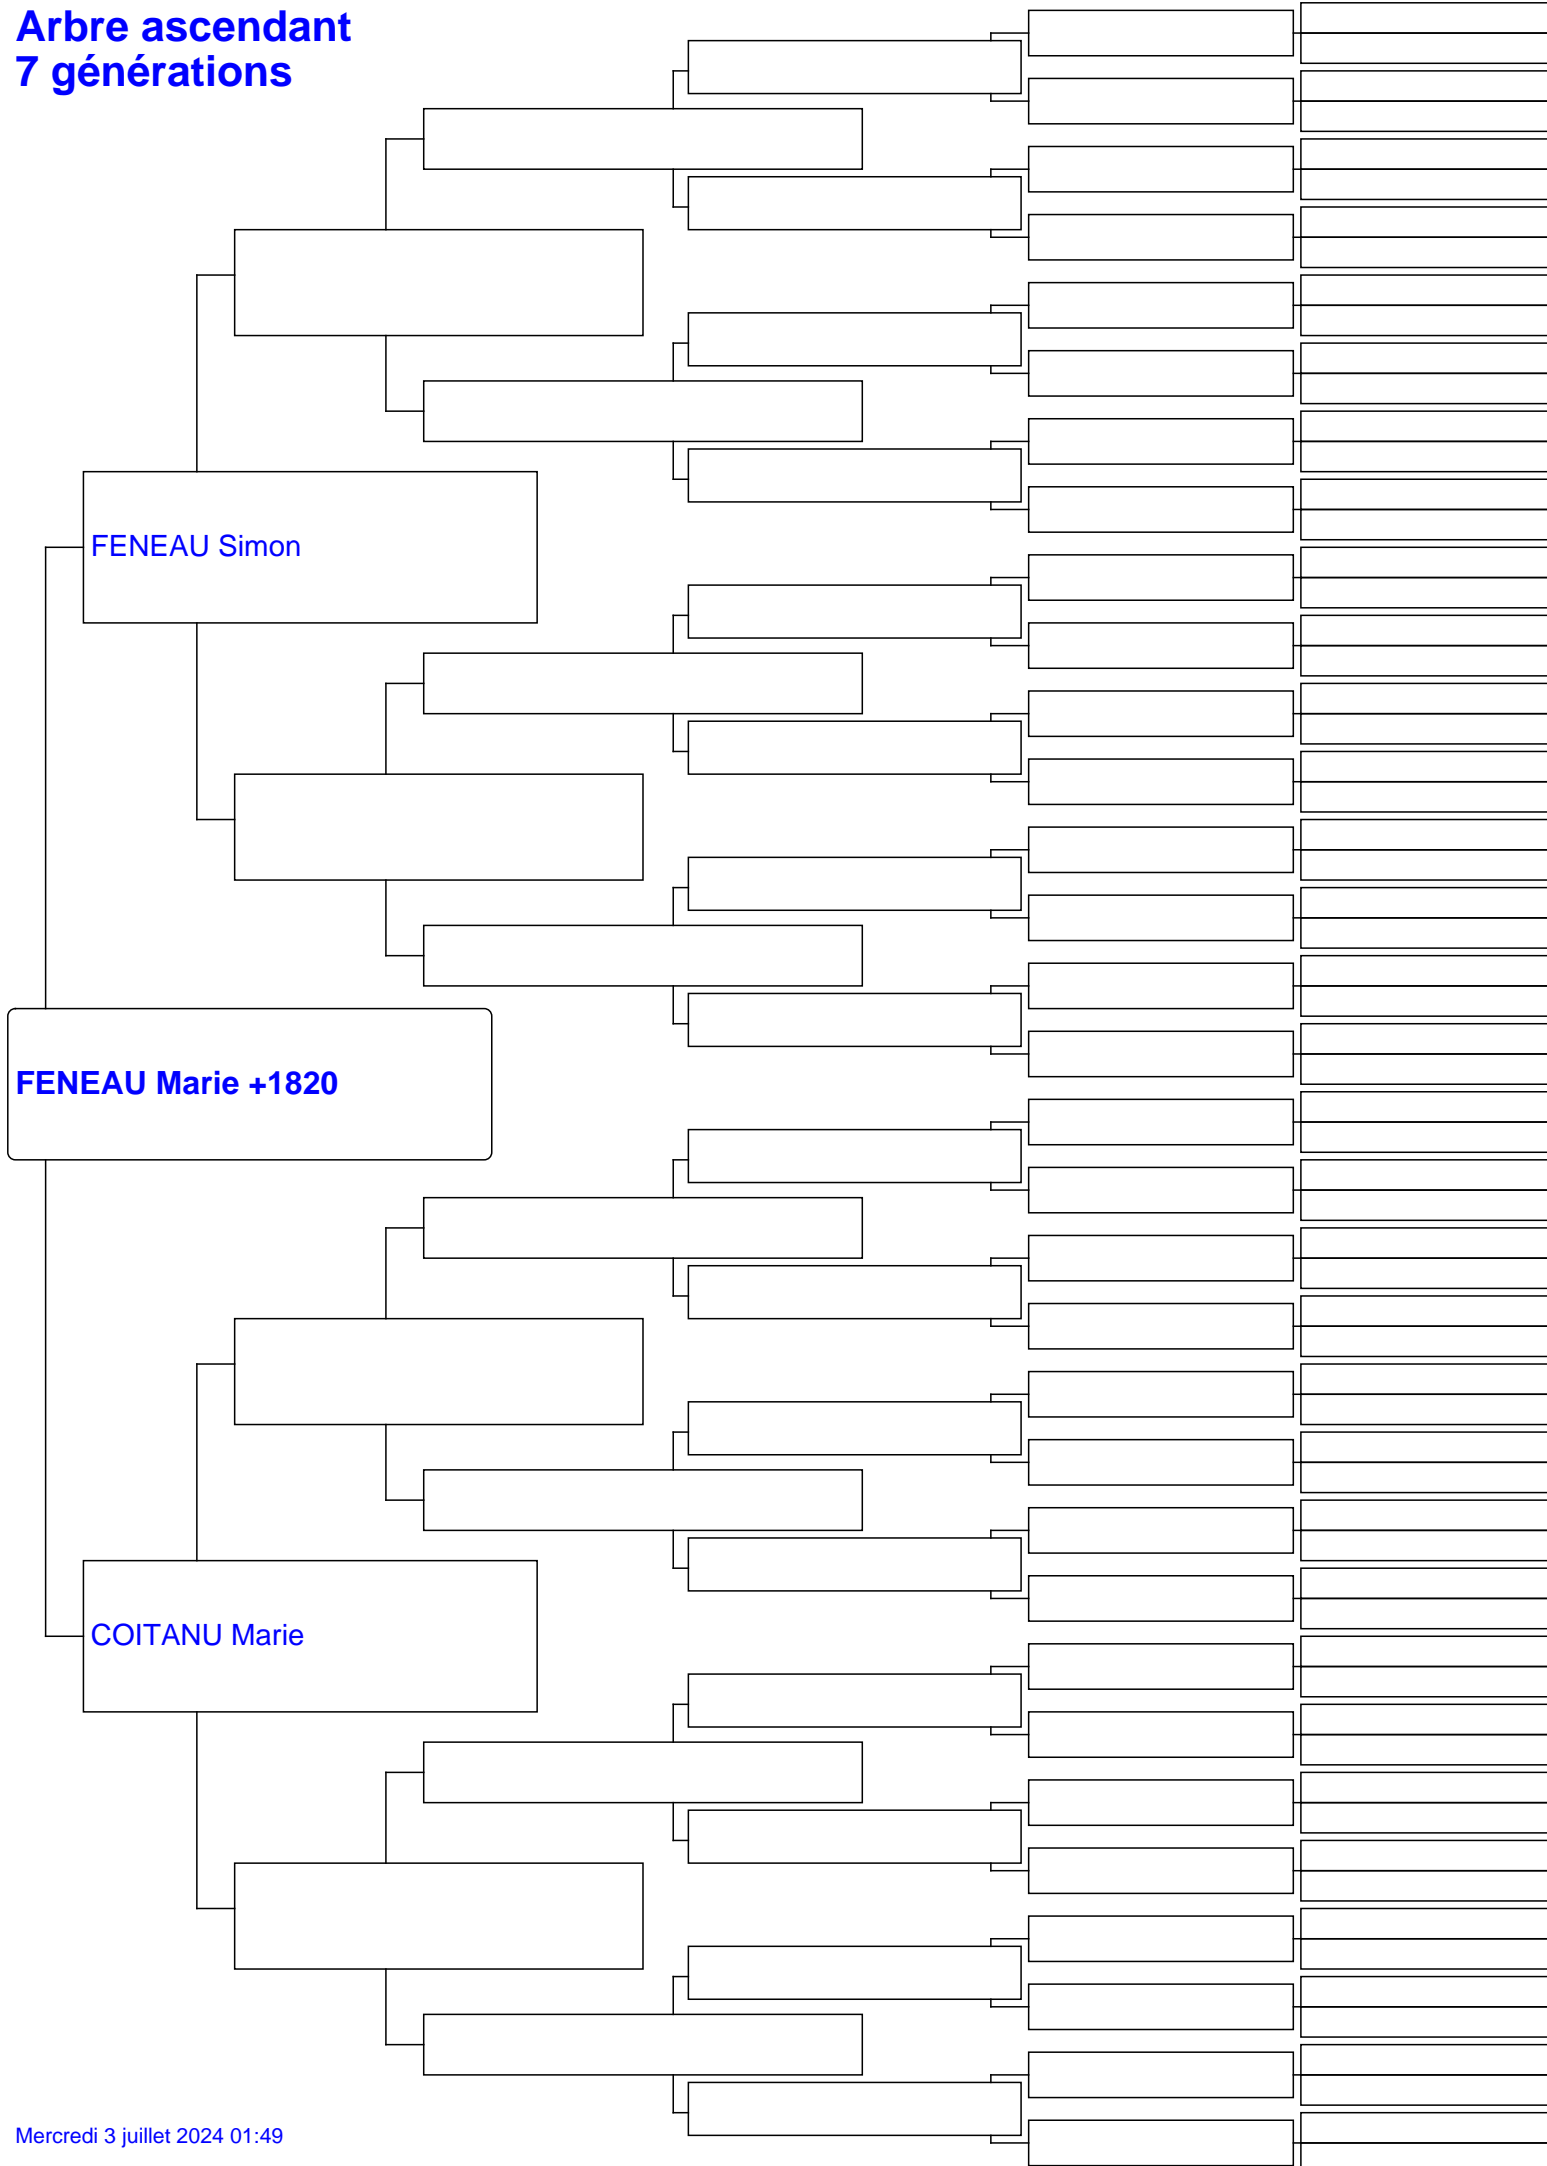 Arbre ascendant
7 générations
FENEAU Simon
FENEAU Marie +1820
COITANU Marie
Mercredi 3 juillet 2024 01:49